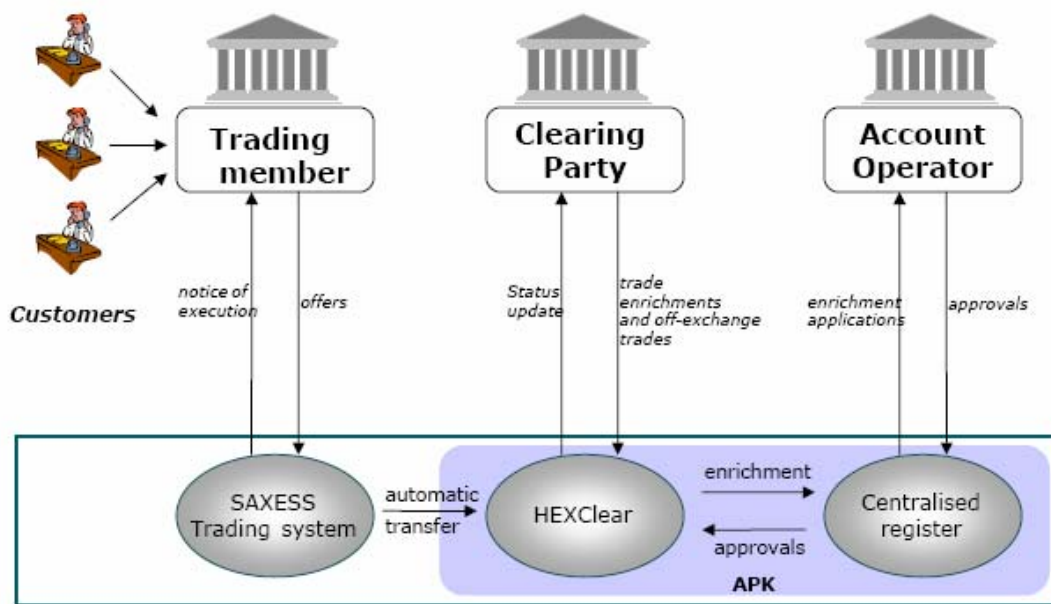 Trading
member
Clearing
Party
Account
Operator
Customers
notice of
execution
offers
Status
update
trade
enrichments
and off-exchange
trades
enrichment
applications
approvals
SAXESS
Trading system
automatic
transfer
HEXClear
enrichment
approvals
Centralised
register
APK